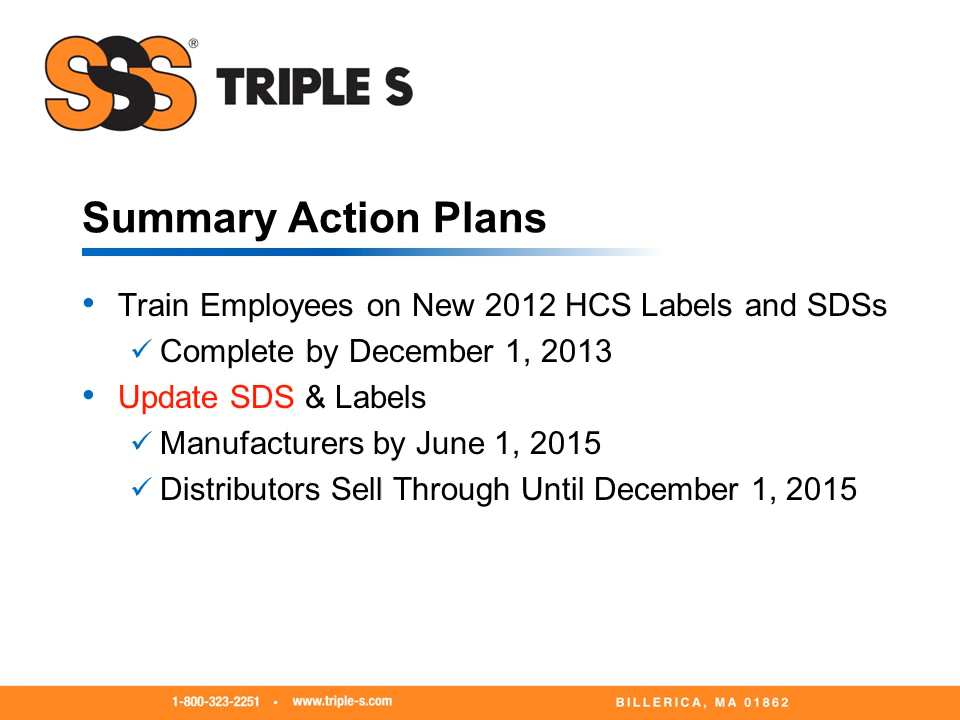 SSS®
TRIPLE S
Summary Action Plans
• Train Employees on New 2012 HCS Labels and SDSs
✓ Complete by December 1, 2013
• Update SDS & Labels
✓ Manufacturers by June 1, 2015
✓ Distributors Sell Through Until December 1, 2015
1-800-323-2251 • www.triple-s.com BILLERICA, MA 01862